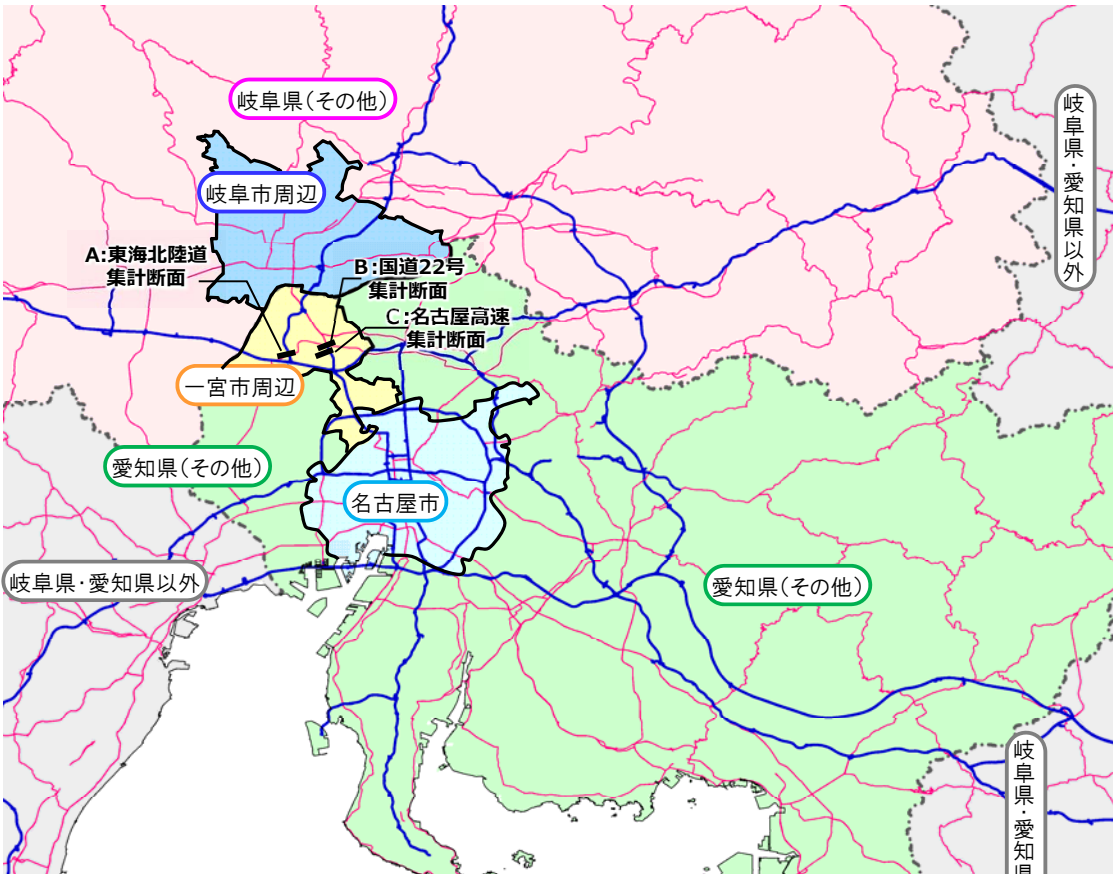 岐阜県(その他)
岐阜県・愛知県以外
岐阜市周辺
A:東海北陸道
集計断面
B:国道22号
集計断面
C:名古屋高速
集計断面
一宮市周辺
愛知県(その他)
名古屋市
岐阜県・愛知県以外
愛知県(その他)
岐阜県・愛知県